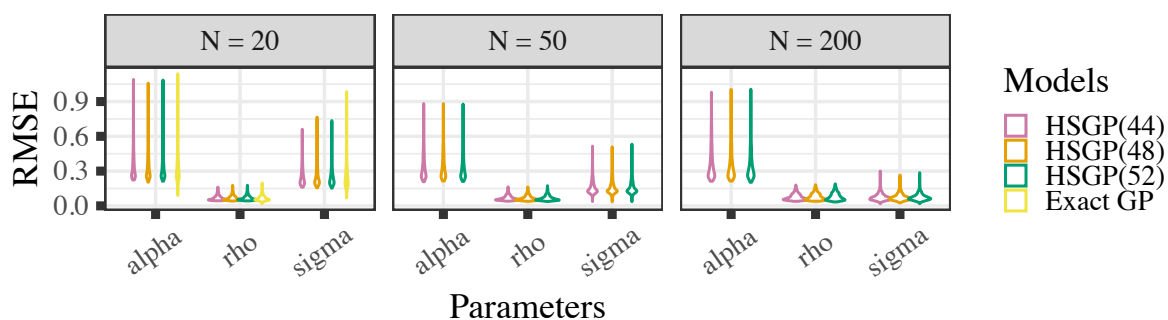 N = 20
N = 50
N = 200
RMSE
0.9
0.6
0.3
0.0
alpha
rho
sigma
alpha
rho
sigma
alpha
rho
sigma
Parameters
Models
HSGP(44)
HSGP(48)
HSGP(52)
Exact GP